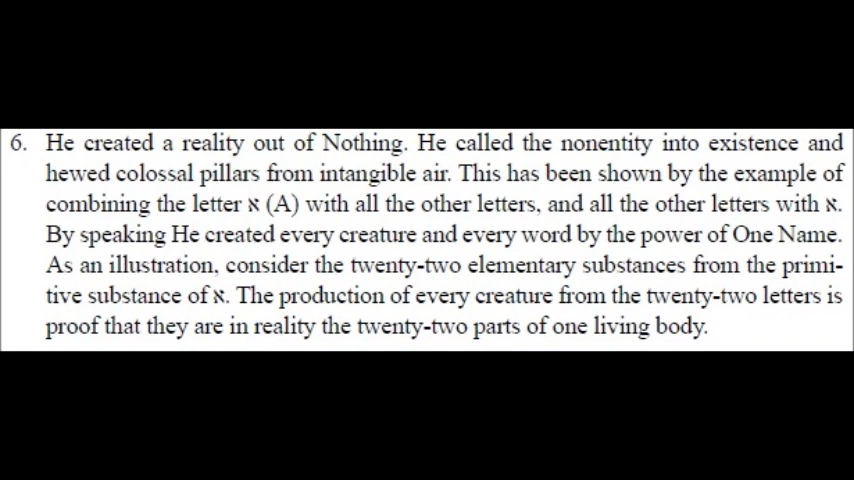 6. He created a reality out of Nothing. He called the nonentity into existence and
hewed colossal pillars from intangible air. This has been shown by the example of
combining the letter א (A) with all the other letters, and all the other letters with א.
By speaking He created every creature and every word by the power of One Name.
As an illustration, consider the twenty-two elementary substances from the primi-
tive substance of א. The production of every creature from the twenty-two letters is
proof that they are in reality the twenty-two parts of one living body.